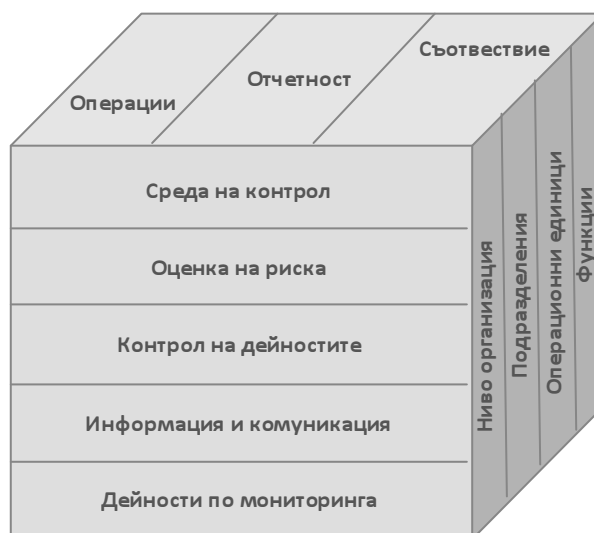 Съотвествие
Отчетност
Операции
Среда на контрол
Оценка на риска
Контрол на дейностите
Информация и комуникация
Дейности по мониторинга
Ниво организация
Подразделения
Операционни единици
Функции